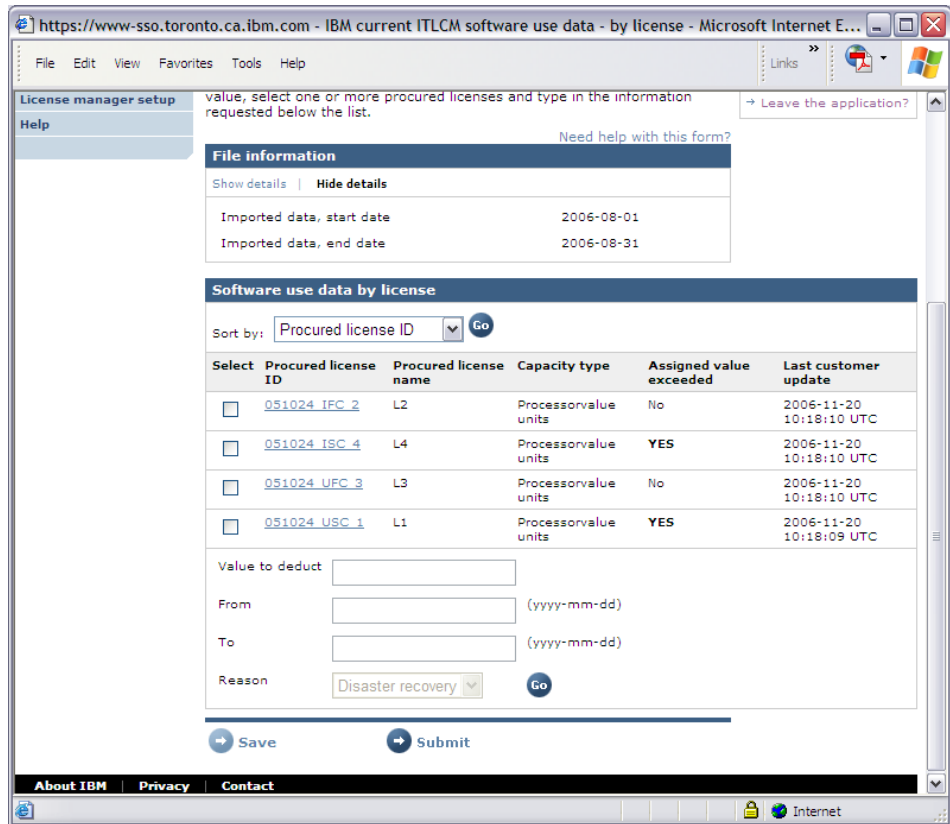 https://www-sso.toronto.ca.ibm.com - IBM current ITLCM software use data - by license - Microsoft Internet E...
File Edit View Favorites Tools Help Links »
License manager setup
Help
value, select one or more procured licenses and type in the information
requested below the list.
→ Leave the application?
Need help with this form?
File information
Show details | Hide details
Imported data, start date 2006-08-01
Imported data, end date 2006-08-31
Software use data by license
Sort by: Procured license ID Go
Select Procured license Procured license Capacity type Assigned value Last customer
ID name exceeded update
051024_IFC_2 L2 Processorvalue No 2006-11-20
units 10:18:10 UTC
051024_ISC_4 L4 Processorvalue YES 2006-11-20
units 10:18:10 UTC
051024_UFC_3 L3 Processorvalue No 2006-11-20
units 10:18:10 UTC
051024_USC_1 L1 Processorvalue YES 2006-11-20
units 10:18:09 UTC
Value to deduct
From (yyyy-mm-dd)
To (yyyy-mm-dd)
Reason Disaster recovery Go
Save Submit
About IBM | Privacy | Contact
Internet